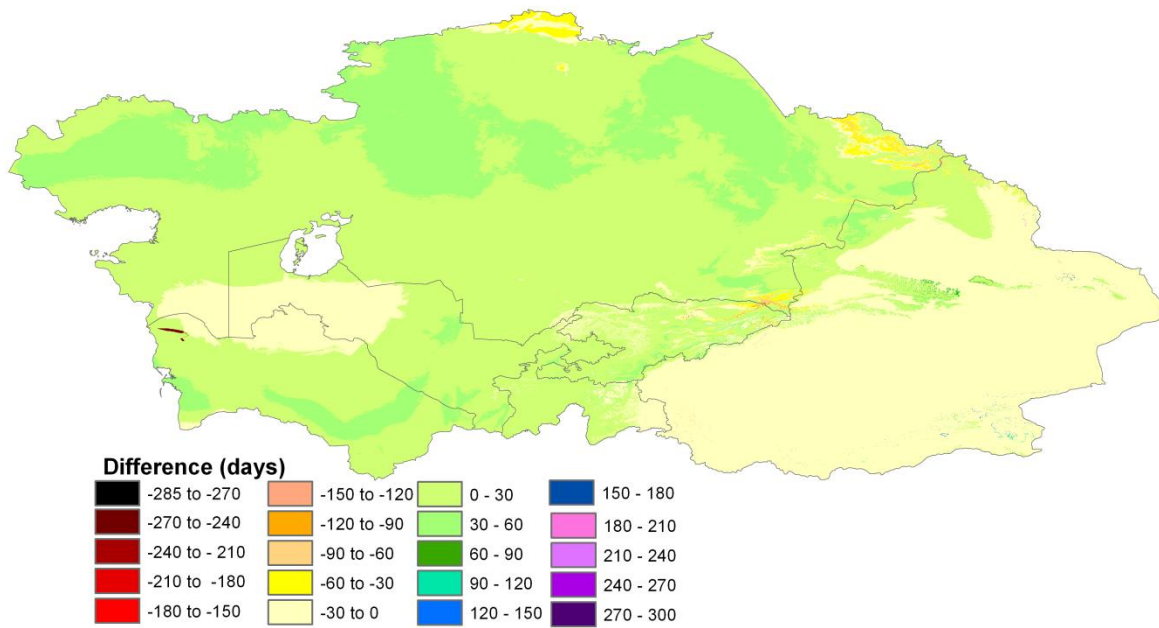 Difference (days)
-285 to -270
-270 to -240
-240 to - 210
-210 to -180
-180 to -150
-150 to -120
-120 to -90
-90 to -60
-60 to -30
-30 to 0
0 - 30
30 - 60
60 - 90
90 - 120
120 - 150
150 - 180
180 - 210
210 - 240
240 - 270
270 - 300